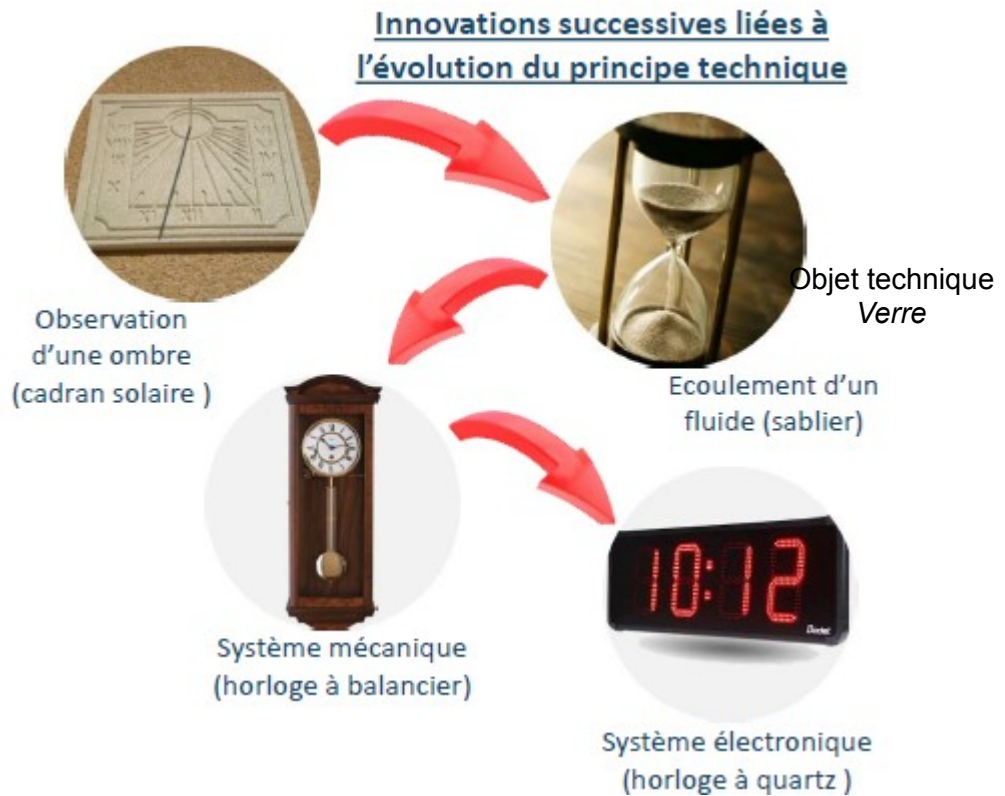 Innovations successives liées à
l'évolution du principe technique
Observation
d'une ombre
(cadran solaire )
Objet technique
Verre
Ecoulement d'un
fluide (sablier)
Système mécanique
(horloge à balancier)
10:12
Système électronique
(horloge à quartz )